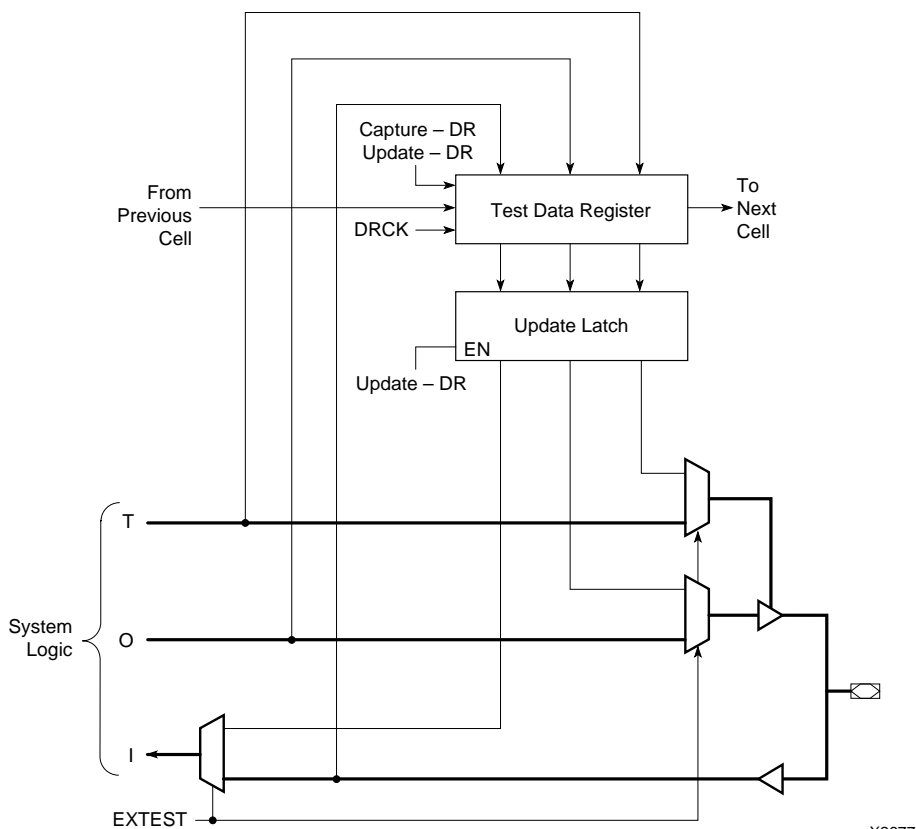 Capture – DR
Update – DR
From
Previous
Cell
DRCK
Test Data Register
To
Next
Cell
Update Latch
EN
Update – DR
T
System
Logic
O
I
EXTEST